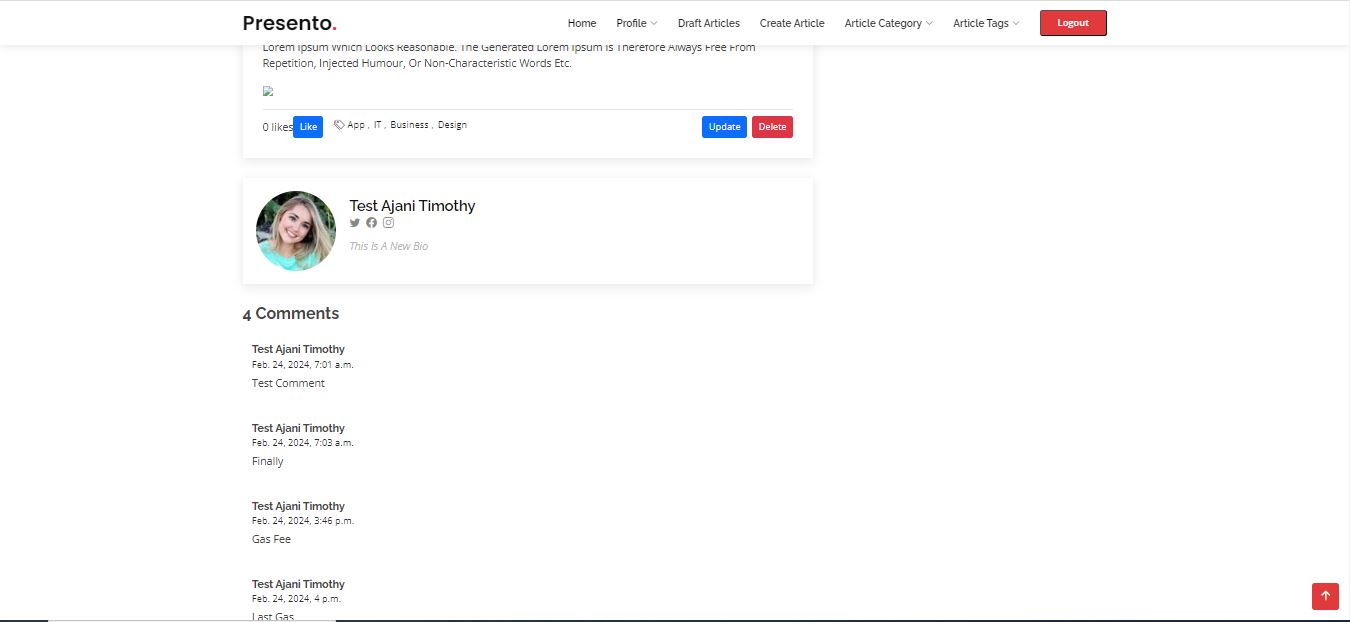 Presento.
Home Profile Draft Articles Create Article Article Category Article Tags Logout
Lorem Ipsum Which Looks Reasonable. The Generated Lorem Ipsum Is Therefore Always Free From
Repetition, Injected Humour, Or Non-Characteristic Words Etc.
0 likes Like App , IT , Business , Design Update Delete
Test Ajani Timothy
This Is A New Bio
4 Comments
Test Ajani Timothy
Feb. 24, 2024, 7:01 a.m.
Test Comment
Test Ajani Timothy
Feb. 24, 2024, 7:03 a.m.
Finally
Test Ajani Timothy
Feb. 24, 2024, 3:46 p.m.
Gas Fee
Test Ajani Timothy
Feb. 24, 2024, 4 p.m.
Last Gas